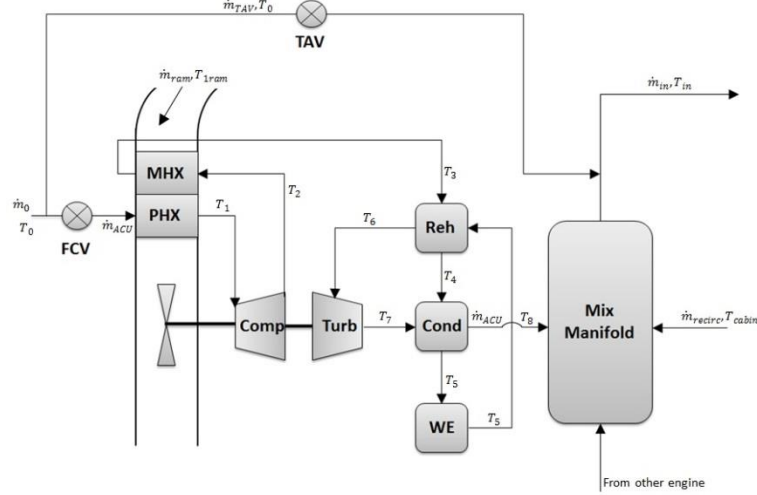 ṁ_TAV, T_0
TAV
ṁ_ram, T_1ram
ṁ_in, T_in
MHX
T_3
T_2
ṁ_0
T_0
FCV
ṁ_ACU
PHX
T_1
T_6
Reh
T_4
Comp
Turb
T_7
Cond
ṁ_ACU
T_8
Mix
Manifold
ṁ_recirc, T_cabin
T_5
WE
T_5
From other engine